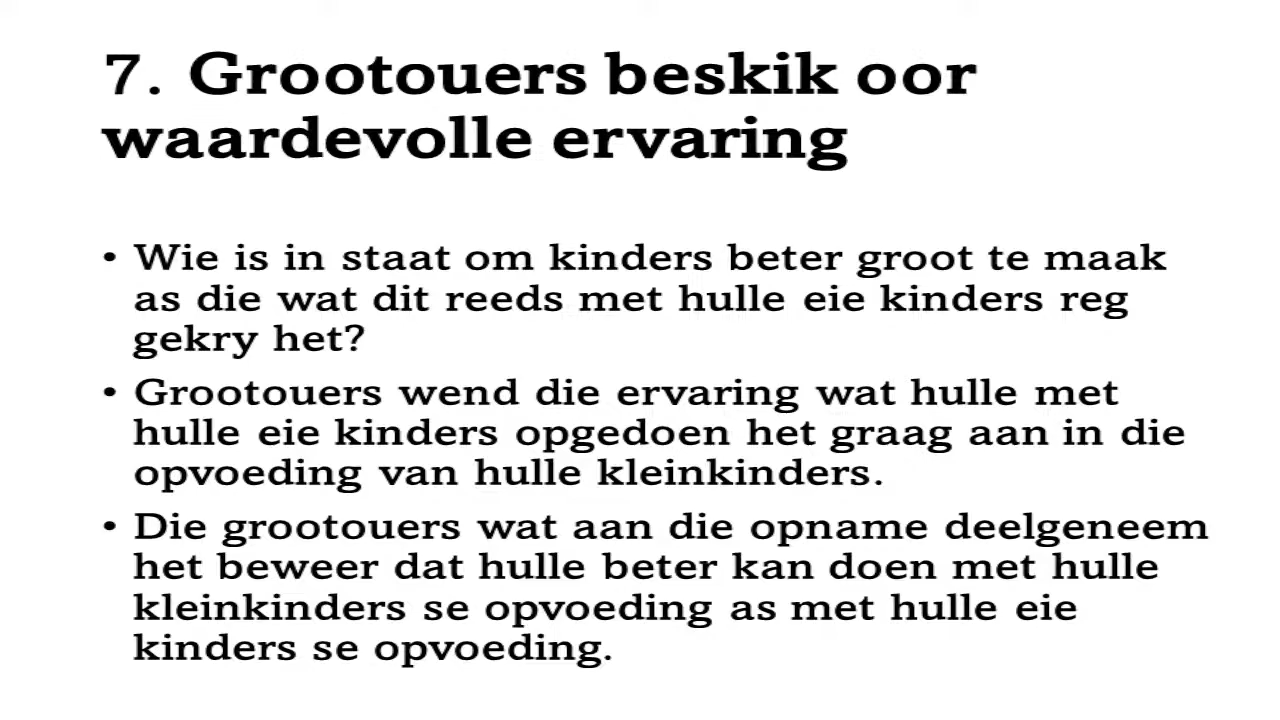 7. Grootouers beskik oor
waardevolle ervaring
• Wie is in staat om kinders beter groot te maak
as die wat dit reeds met hulle eie kinders reg
gekry het?
• Grootouers wend die ervaring wat hulle met
hulle eie kinders opgedoen het graag aan in die
opvoeding van hulle kleinkinders.
• Die grootouers wat aan die opname deelgeneem
het beweer dat hulle beter kan doen met hulle
kleinkinders se opvoeding as met hulle eie
kinders se opvoeding.